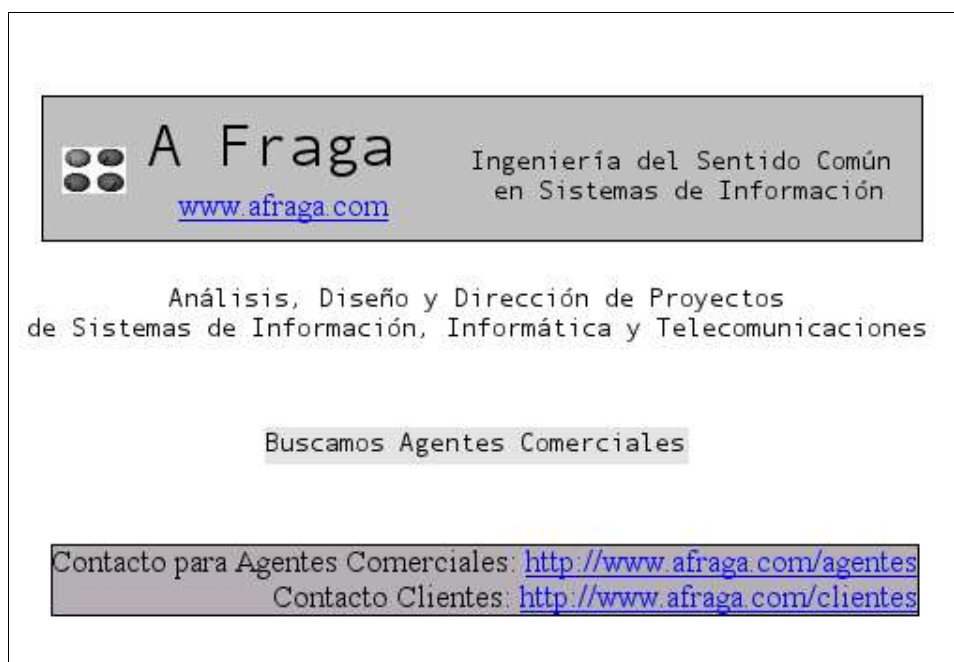 A Fraga
www.afraga.com
Ingeniería del Sentido Común
en Sistemas de Información
Análisis, Diseño y Dirección de Proyectos
de Sistemas de Información, Informática y Telecomunicaciones
Buscamos Agentes Comerciales
Contacto para Agentes Comerciales: http://www.afraga.com/agentes
Contacto Clientes: http://www.afraga.com/clientes